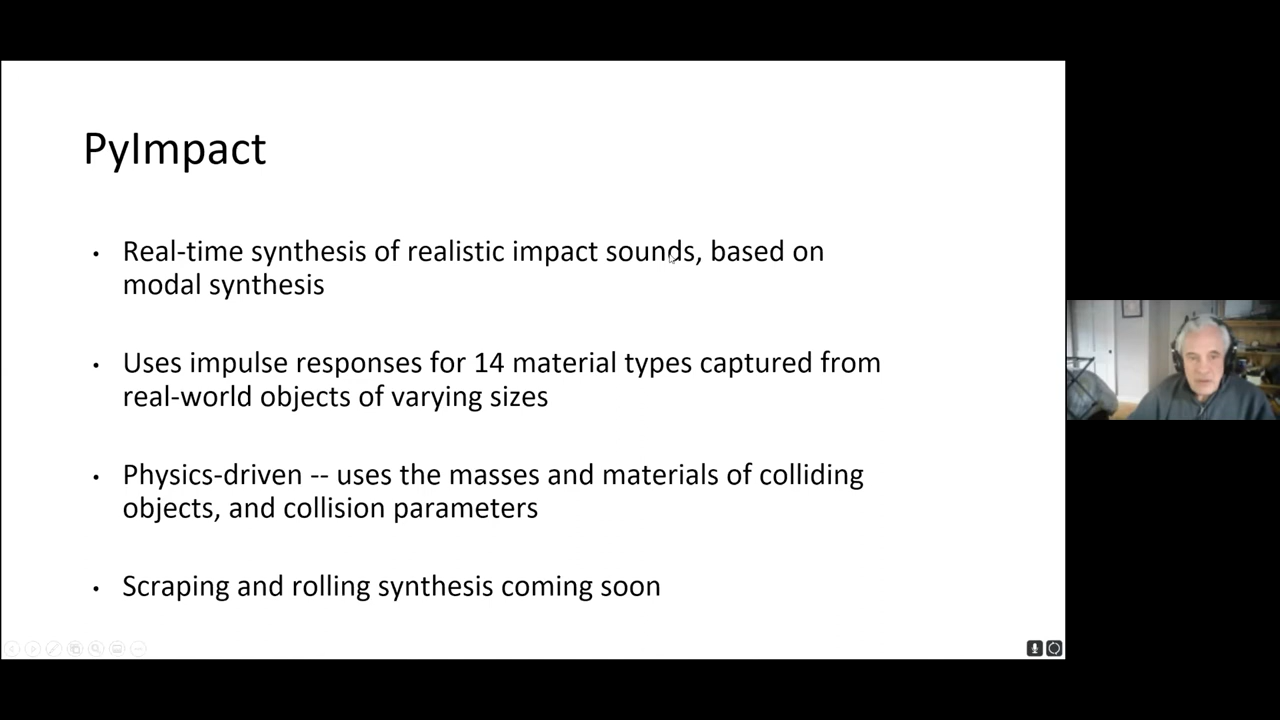 PyImpact
• Real-time synthesis of realistic impact sounds, based on
modal synthesis
• Uses impulse responses for 14 material types captured from
real-world objects of varying sizes
• Physics-driven -- uses the masses and materials of colliding
objects, and collision parameters
• Scraping and rolling synthesis coming soon